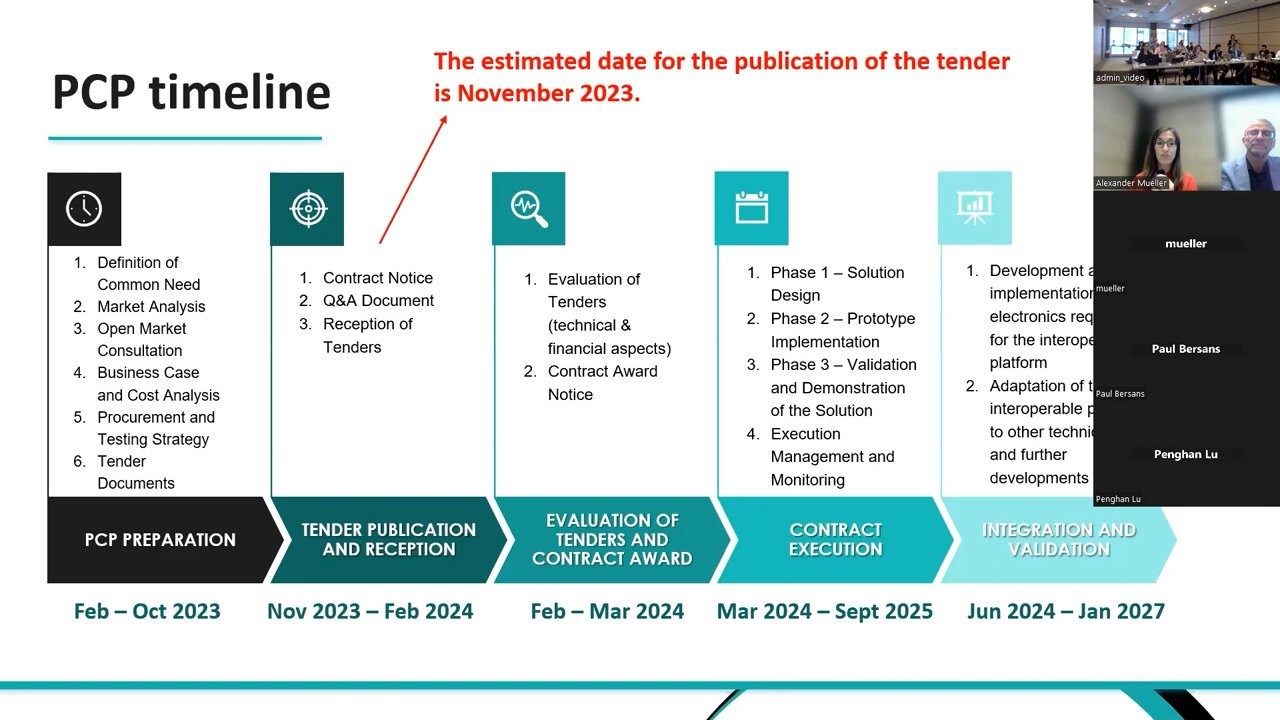 PCP timeline
The estimated date for the publication of the tender
is November 2023.
1. Definition of
Common Need
2. Market Analysis
3. Open Market
Consultation
4. Business Case
and Cost Analysis
5. Procurement and
Testing Strategy
6. Tender
Documents
PCP PREPARATION
Feb – Oct 2023
1. Contract Notice
2. Q&A Document
3. Reception of
Tenders
TENDER PUBLICATION
AND RECEPTION
Nov 2023 – Feb 2024
1. Evaluation of
Tenders
(technical &
financial aspects)
2. Contract Award
Notice
EVALUATION OF
TENDERS AND
CONTRACT AWARD
Feb – Mar 2024
1. Phase 1 – Solution
Design
2. Phase 2 – Prototype
Implementation
3. Phase 3 – Validation
and Demonstration
of the Solution
4. Execution
Management and
Monitoring
CONTRACT
EXECUTION
Mar 2024 – Sept 2025
1. Development
implementation
electronics
for the
platform
2. Adaptation of
interoperable
to other
and further
developments
INTEGRATION AND
VALIDATION
Jun 2024 – Jan 2027
admin_video
Alexander Mueller
mueller
mueller
Paul Bersans
Paul Bersans
Penghan Lu
Penghan Lu